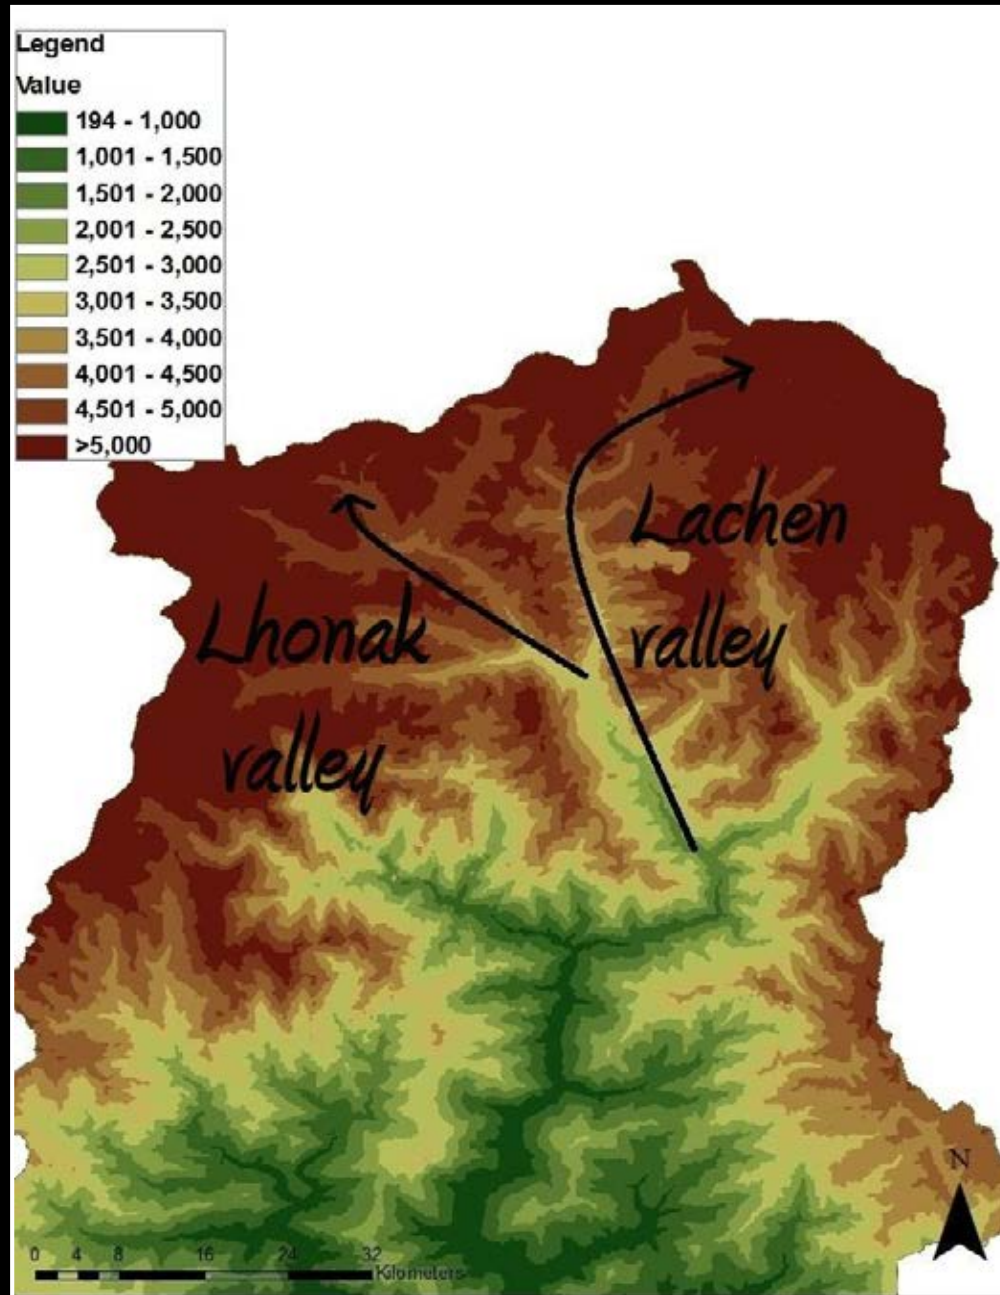 Legend
Value
194 - 1,000
1,001 - 1,500
1,501 - 2,000
2,001 - 2,500
2,501 - 3,000
3,001 - 3,500
3,501 - 4,000
4,001 - 4,500
4,501 - 5,000
>5,000
Lachen
valley
Lhonak
valley
N
0 4 8 16 24 32
Kilometers